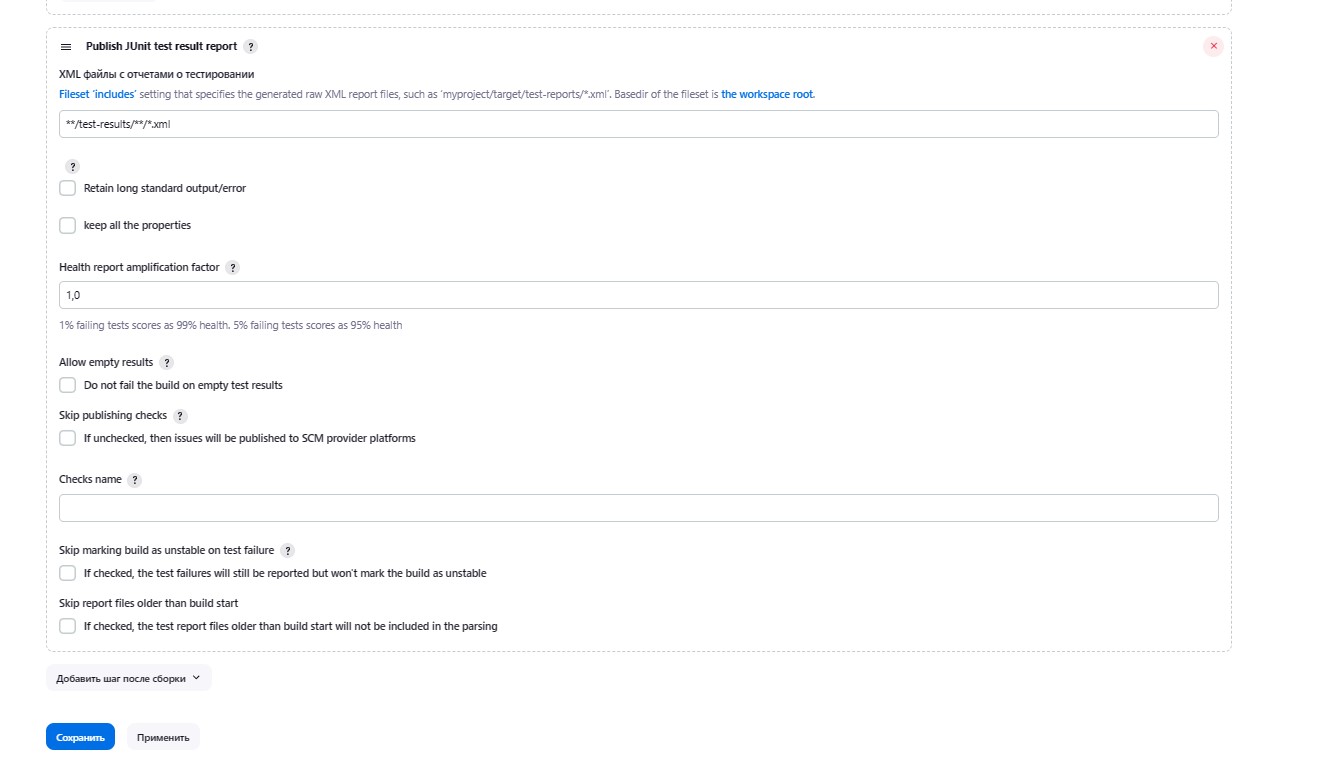 Publish JUnit test result report ?
XML файлы с отчетами о тестировании
Fileset 'includes' setting that specifies the generated raw XML report files, such as 'myproject/target/test-reports/*.xml'. Basedir of the fileset is the workspace root.
**/test-results/**/*.xml
?
Retain long standard output/error
keep all the properties
Health report amplification factor ?
1,0
1% failing tests scores as 99% health. 5% failing tests scores as 95% health
Allow empty results ?
Do not fail the build on empty test results
Skip publishing checks ?
If unchecked, then issues will be published to SCM provider platforms
Checks name ?
Skip marking build as unstable on test failure ?
If checked, the test failures will still be reported but won't mark the build as unstable
Skip report files older than build start
If checked, the test report files older than build start will not be included in the parsing
Добавить шаг после сборки
Сохранить Применить